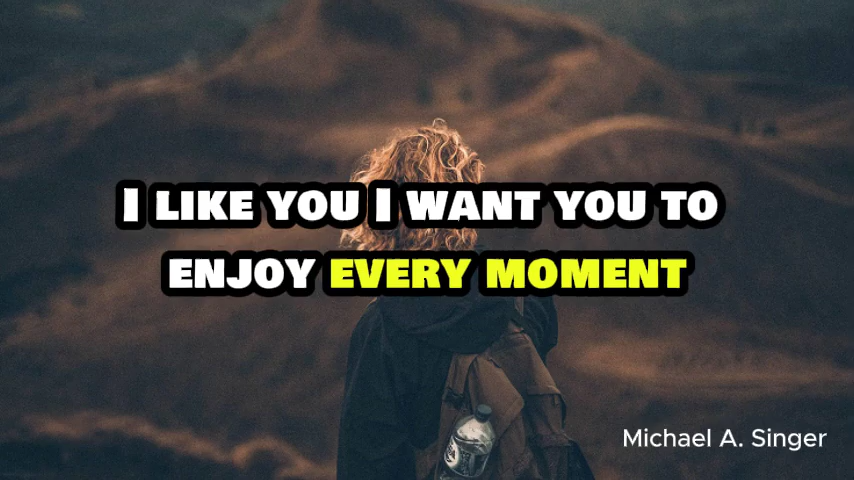 I LIKE YOU I WANT YOU TO
ENJOY EVERY MOMENT
Michael A. Singer